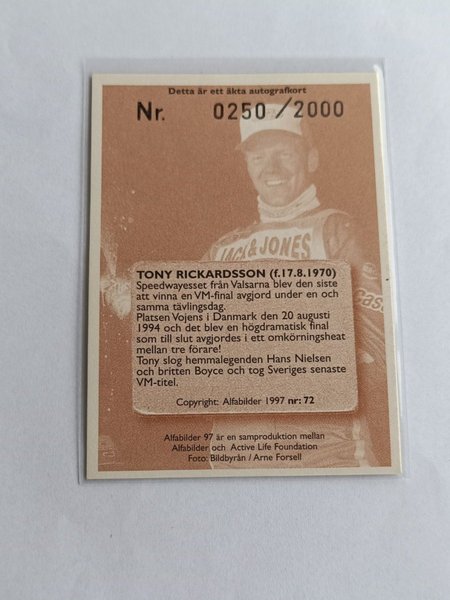 Detta är ett äkta autografkort
Nr. 0250 / 2000
JACK & JONES
TONY RICKARDSSON (f.17.8.1970)
Speedwayesset från Valsarna blev den siste
att vinna en VM-final avgjord under en och
samma tävlingsdag.
Platsen Vojens i Danmark den 20 augusti
1994 och det blev en högdramatisk final
som till slut avgjordes i ett omkörningsheat
mellan tre förare!
Tony slog hemmalegenden Hans Nielsen
och britten Boyce och tog Sveriges senaste
VM-titel.
Copyright: Alfabilder 1997 nr: 72
Alfabilder 97 är en samproduktion mellan
Alfabilder och Active Life Foundation
Foto: Bildbyrån / Arne Forsell